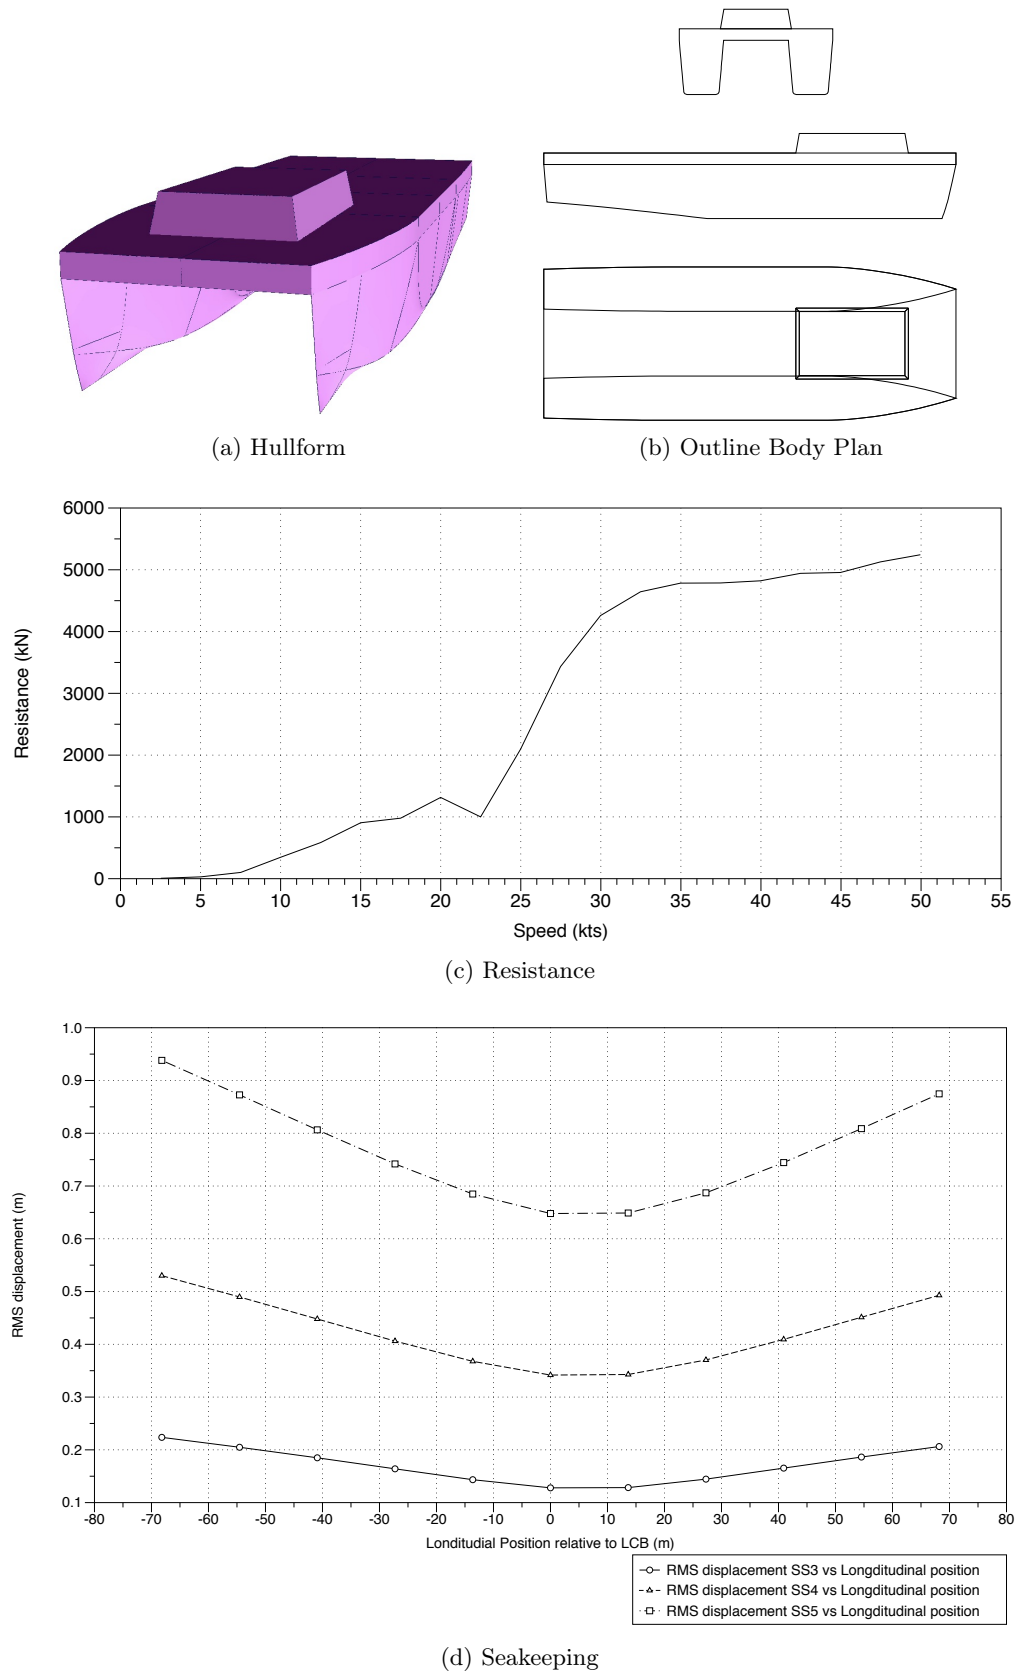 (a) Hullform
(b) Outline Body Plan
6000
5000
4000
3000
2000
1000
0
Resistance (kN)
0 5 10 15 20 25 30 35 40 45 50 55
Speed (kts)
(c) Resistance
1.0
0.9
0.8
0.7
0.6
0.5
0.4
0.3
0.2
0.1
RMS displacement (m)
-80 -70 -60 -50 -40 -30 -20 -10 0 10 20 30 40 50 60 70 80
Londitudial Position relative to LCB (m)
RMS displacement SS3 vs Longditudinal position
RMS displacement SS4 vs Longditudinal position
RMS displacement SS5 vs Longditudinal position
(d) Seakeeping